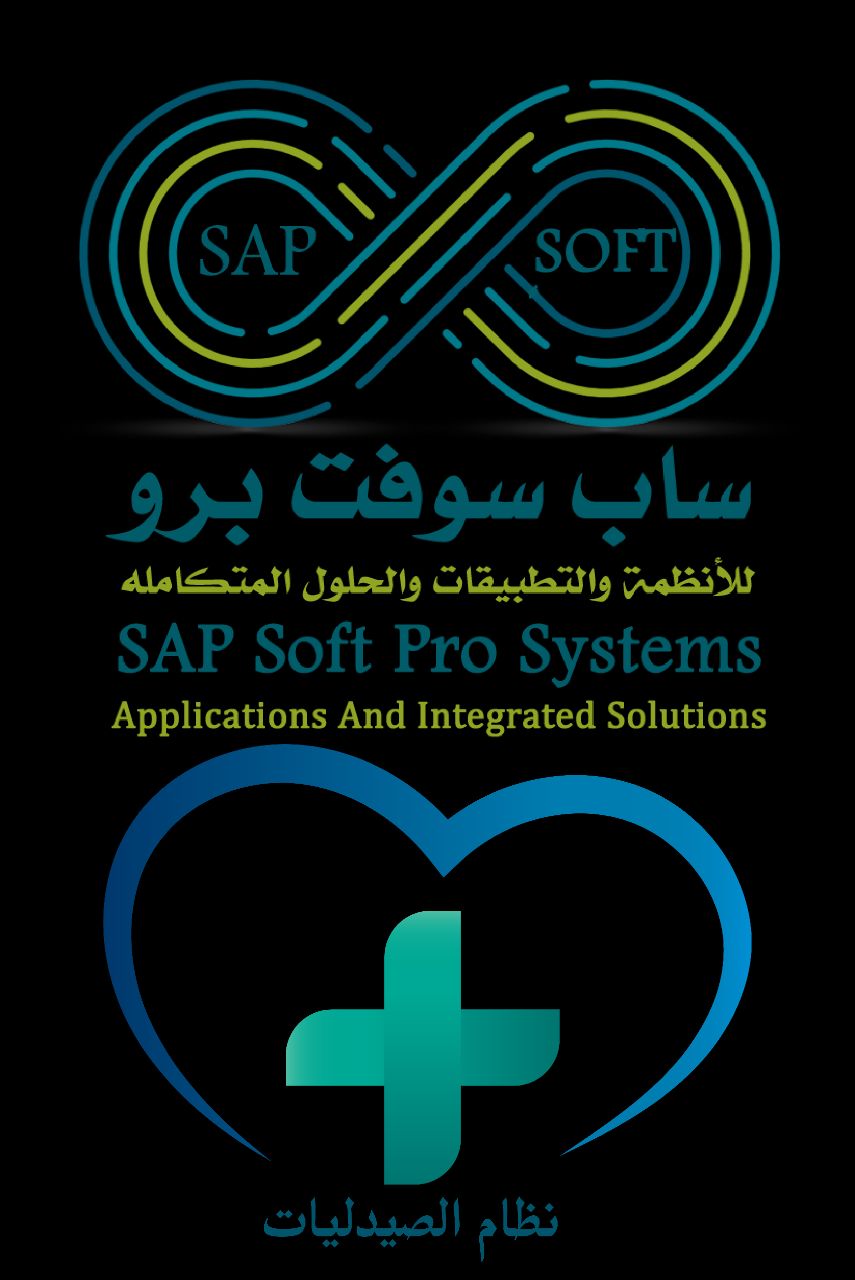 SAP SOFT
ساب سوفت برو
للأنظمة والتطبيقات والحلول المتكامله
SAP Soft Pro Systems
Applications And Integrated Solutions
نظام الصيدليات